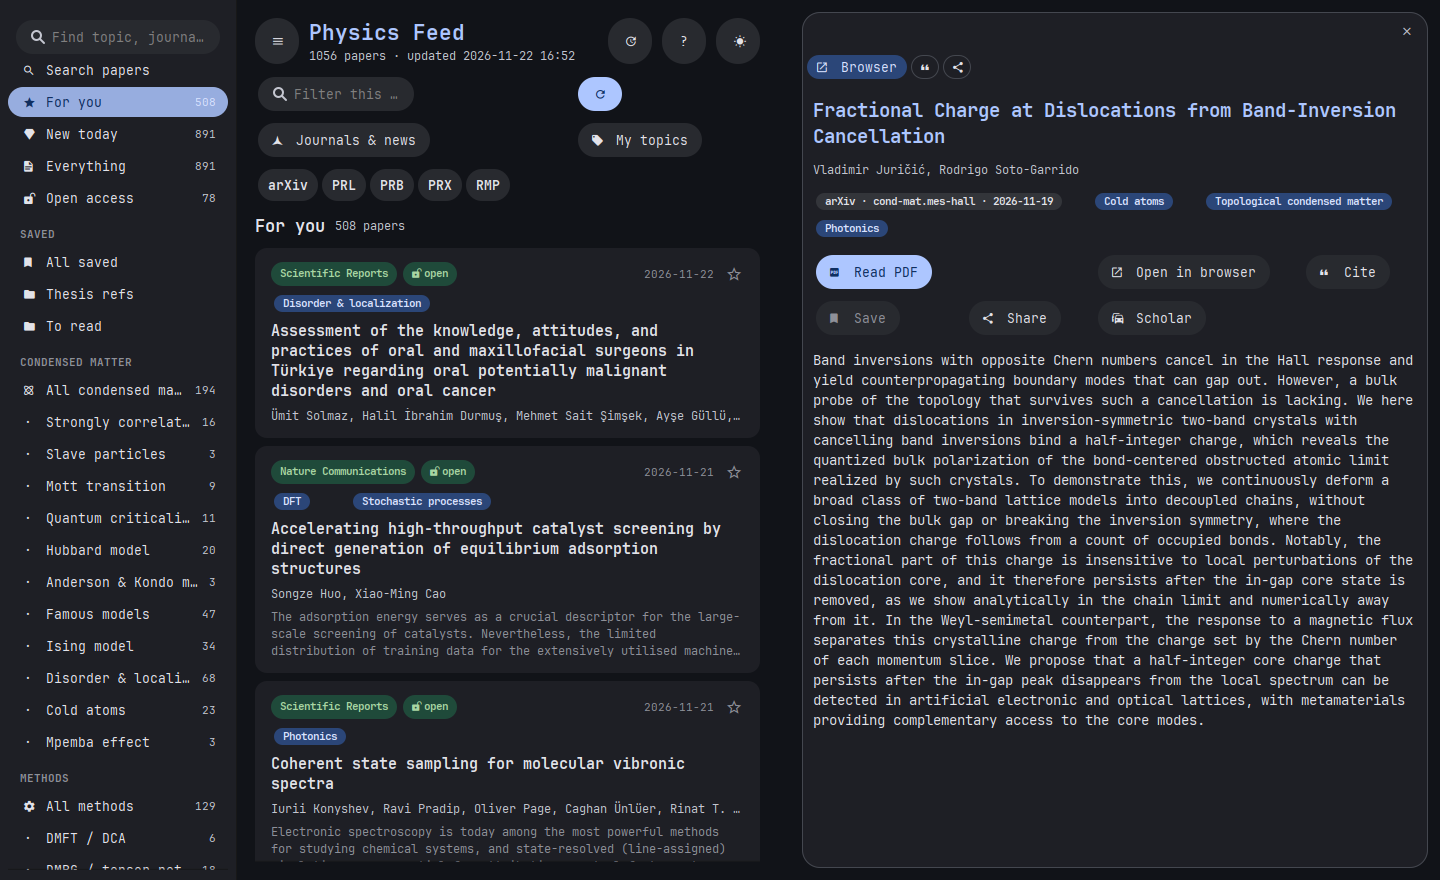 Find topic, journa…
Search papers
For you 508
New today 891
Everything 891
Open access 78
SAVED
All saved
Thesis refs
To read
CONDENSED MATTER
All condensed ma… 194
· Strongly correlat… 16
· Slave particles 3
· Mott transition 9
· Quantum criticali… 11
· Hubbard model 20
· Anderson & Kondo m… 3
· Famous models 47
· Ising model 34
· Disorder & locali… 68
· Cold atoms 23
· Mpemba effect 3
METHODS
All methods 129
· DMFT / DCA 6
Physics Feed
1056 papers · updated 2026-11-22 16:52
?
Filter this …
Journals & news
My topics
arXiv PRL PRB PRX RMP
For you 508 papers
Scientific Reports open 2026-11-22
Disorder & localization
Assessment of the knowledge, attitudes, and
practices of oral and maxillofacial surgeons in
Türkiye regarding oral potentially malignant
disorders and oral cancer
Ümit Solmaz, Halil İbrahim Durmuş, Mehmet Sait Şimşek, Ayşe Güllü,…
Nature Communications open 2026-11-21
DFT Stochastic processes
Accelerating high-throughput catalyst screening by
direct generation of equilibrium adsorption
structures
Songze Huo, Xiao-Ming Cao
The adsorption energy serves as a crucial descriptor for the large-
scale screening of catalysts. Nevertheless, the limited
distribution of training data for the extensively utilised machine…
Scientific Reports open 2026-11-21
Photonics
Coherent state sampling for molecular vibronic
spectra
Iurii Konyshev, Ravi Pradip, Oliver Page, Caghan Ünlüer, Rinat T. …
Electronic spectroscopy is today among the most powerful methods
for studying chemical systems, and state-resolved (line-assigned)
×
Browser
Fractional Charge at Dislocations from Band-Inversion
Cancellation
Vladimir Juričić, Rodrigo Soto-Garrido
arXiv · cond-mat.mes-hall · 2026-11-19 Cold atoms Topological condensed matter
Photonics
Read PDF Open in browser Cite
Save Share Scholar
Band inversions with opposite Chern numbers cancel in the Hall response and
yield counterpropagating boundary modes that can gap out. However, a bulk
probe of the topology that survives such a cancellation is lacking. We here
show that dislocations in inversion-symmetric two-band crystals with
cancelling band inversions bind a half-integer charge, which reveals the
quantized bulk polarization of the bond-centered obstructed atomic limit
realized by such crystals. To demonstrate this, we continuously deform a
broad class of two-band lattice models into decoupled chains, without
closing the bulk gap or breaking the inversion symmetry, where the
dislocation charge follows from a count of occupied bonds. Notably, the
fractional part of this charge is insensitive to local perturbations of the
dislocation core, and it therefore persists after the in-gap core state is
removed, as we show analytically in the chain limit and numerically away
from it. In the Weyl-semimetal counterpart, the response to a magnetic flux
separates this crystalline charge from the charge set by the Chern number
of each momentum slice. We propose that a half-integer core charge that
persists after the in-gap peak disappears from the local spectrum can be
detected in artificial electronic and optical lattices, with metamaterials
providing complementary access to the core modes.